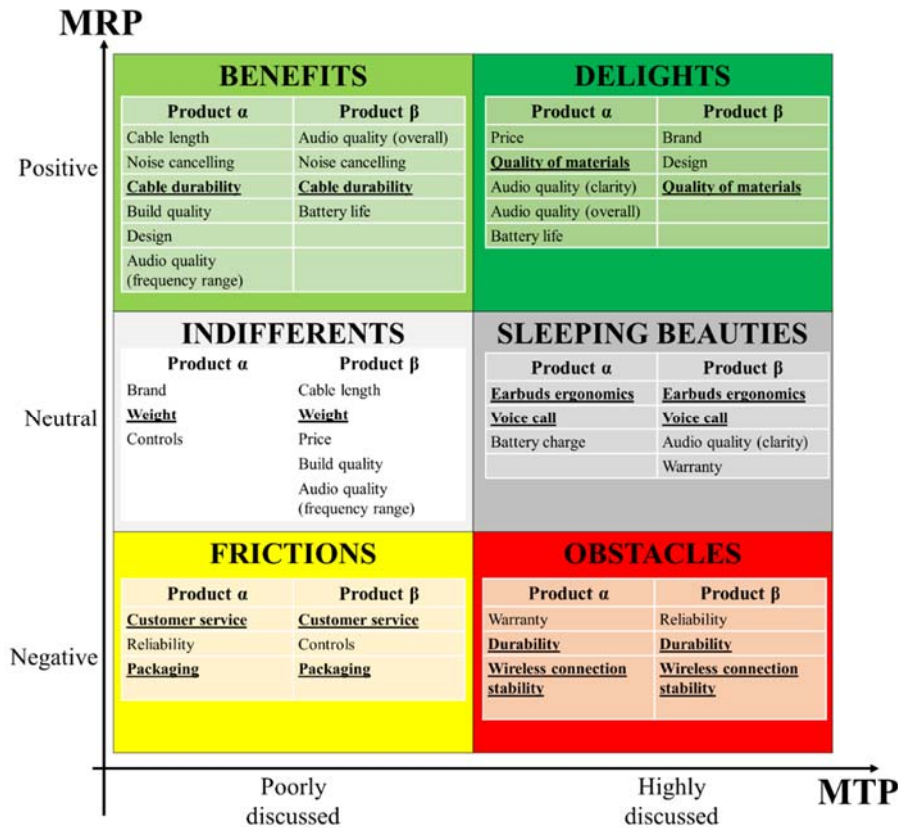 MRP
BENEFITS
Product α Product β
Cable length Audio quality (overall)
Noise cancelling Noise cancelling
Cable durability Cable durability
Build quality Battery life
Design
Audio quality
(frequency range)
DELIGHTS
Product α Product β
Price Brand
Quality of materials Design
Audio quality (clarity) Quality of materials
Audio quality (overall)
Battery life
Positive
INDIFFERENTS
Product α Product β
Brand Cable length
Weight Weight
Controls Price
Build quality
Audio quality
(frequency range)
SLEEPING BEAUTIES
Product α Product β
Earbuds ergonomics Earbuds ergonomics
Voice call Voice call
Battery charge Audio quality (clarity)
Warranty
Neutral
FRICTIONS
Product α Product β
Customer service Customer service
Reliability Controls
Packaging Packaging
OBSTACLES
Product α Product β
Warranty Reliability
Durability Durability
Wireless connection Wireless connection
stability stability
Negative
Poorly
discussed
Highly
discussed
MTP